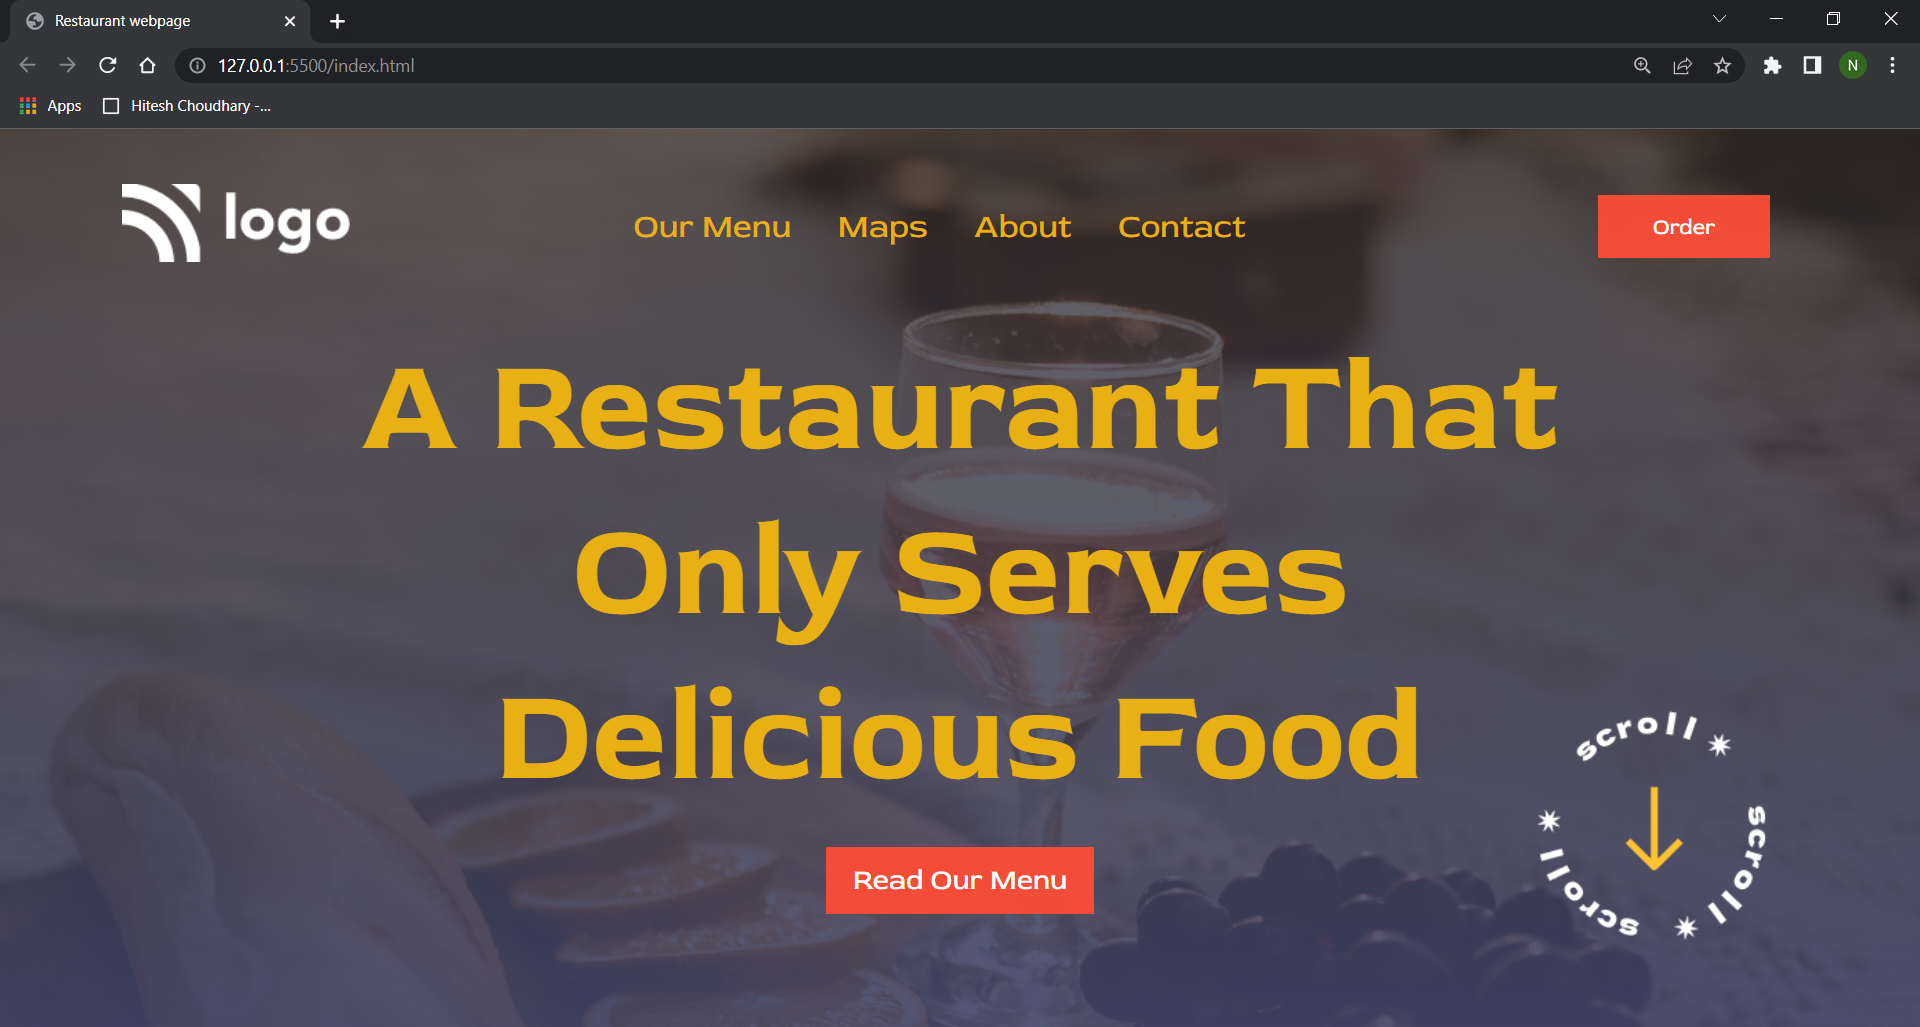 Restaurant webpage
127.0.0.1:5500/index.html
N
Apps
Hitesh Choudhary -...
logo
Our Menu
Maps
About
Contact
Order
A Restaurant That
Only Serves
Delicious Food
Read Our Menu
scroll
scroll
scroll